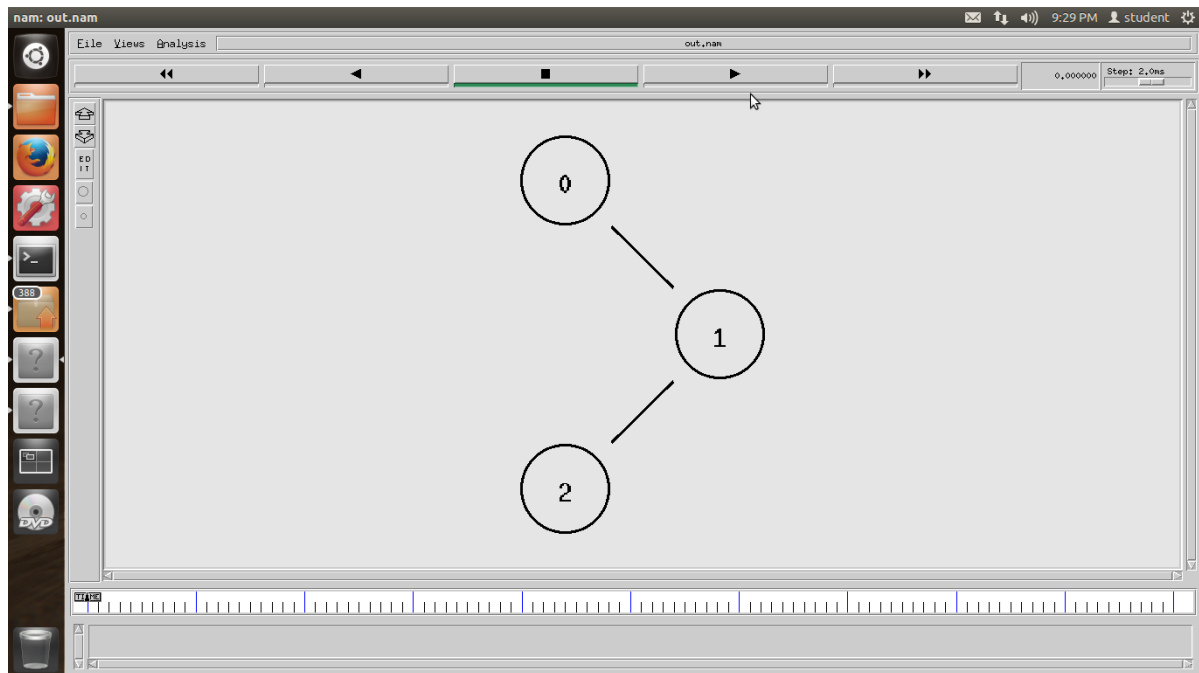 nam: out.nam
9:29 PM student
File Views Analysis
out.nam
0.000000
Step: 2.0ms
ED
IT
0
1
2
>_
388
?
?
DVD
TIME